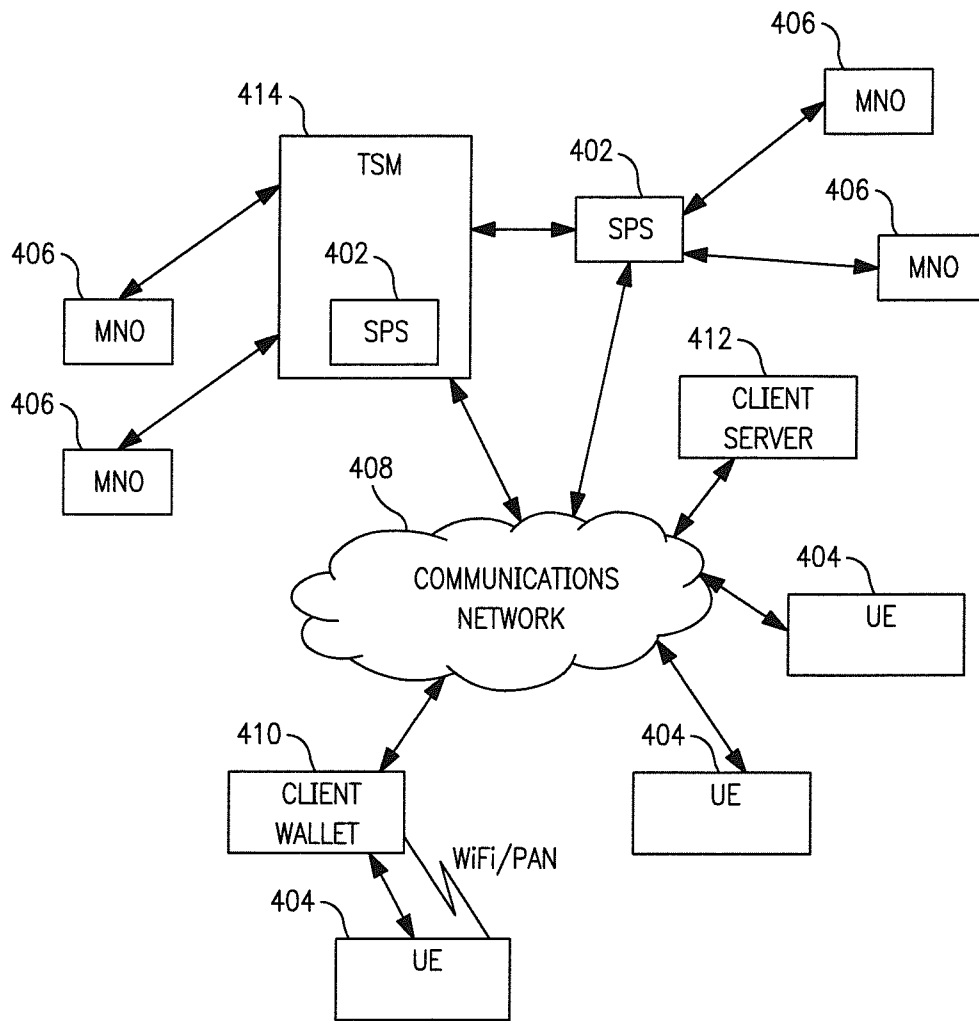 406
MNO
414
TSM
402
SPS
406
MNO
406
MNO
402
SPS
412
CLIENT
SERVER
406
MNO
408
COMMUNICATIONS
NETWORK
404
UE
410
CLIENT
WALLET
404
UE
WiFi/PAN
404
UE